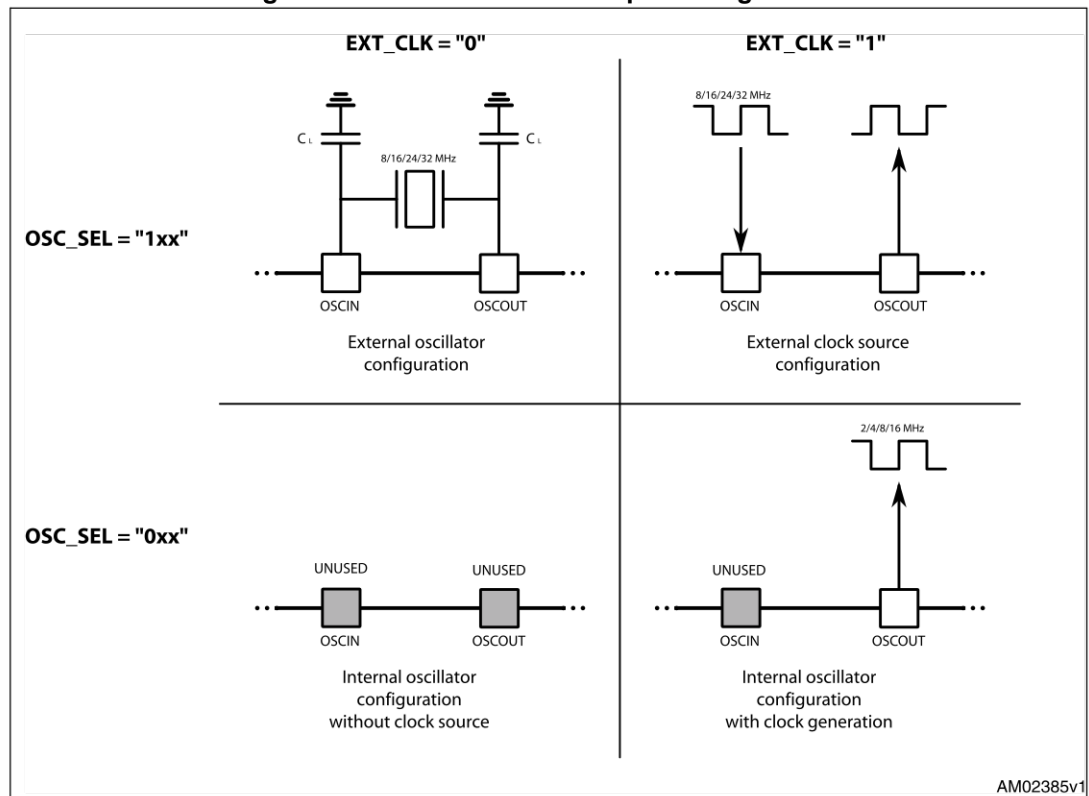 EXT_CLK = "0"
EXT_CLK = "1"
C L
C L
8/16/24/32 MHz
8/16/24/32 MHz
OSC_SEL = "1xx"
OSCIN
OSCOUT
OSCIN
OSCOUT
External oscillator
configuration
External clock source
configuration
2/4/8/16 MHz
OSC_SEL = "0xx"
UNUSED
UNUSED
UNUSED
OSCIN
OSCOUT
OSCIN
OSCOUT
Internal oscillator
configuration
without clock source
Internal oscillator
configuration
with clock generation
AM02385v1